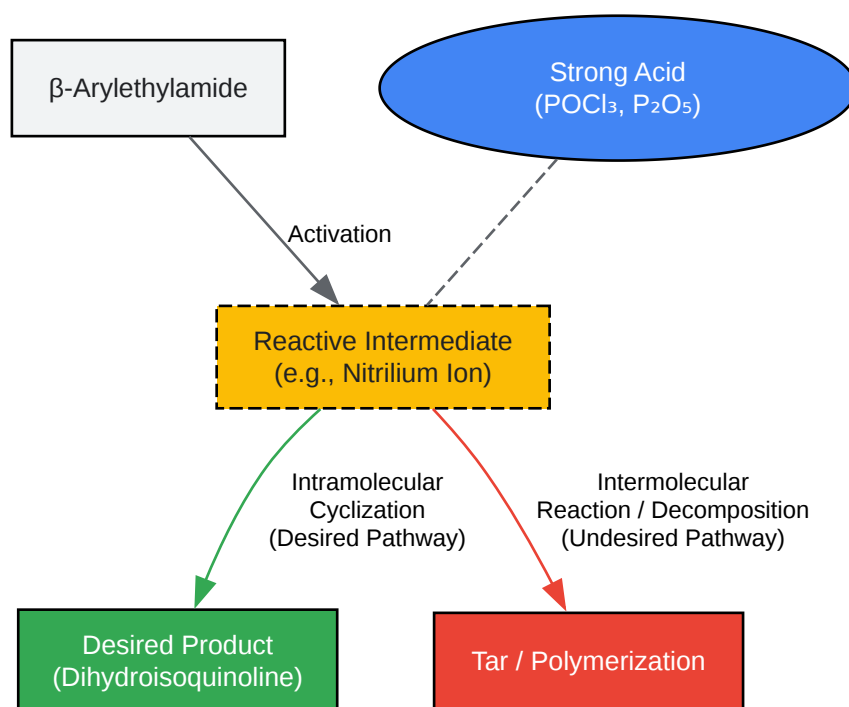 β-Arylethylamide
Strong Acid
(POCl₃, P₂O₅)
Activation
Reactive Intermediate
(e.g., Nitrilium Ion)
Intramolecular
Cyclization
(Desired Pathway)
Intermolecular
Reaction / Decomposition
(Undesired Pathway)
Desired Product
(Dihydroisoquinoline)
Tar / Polymerization